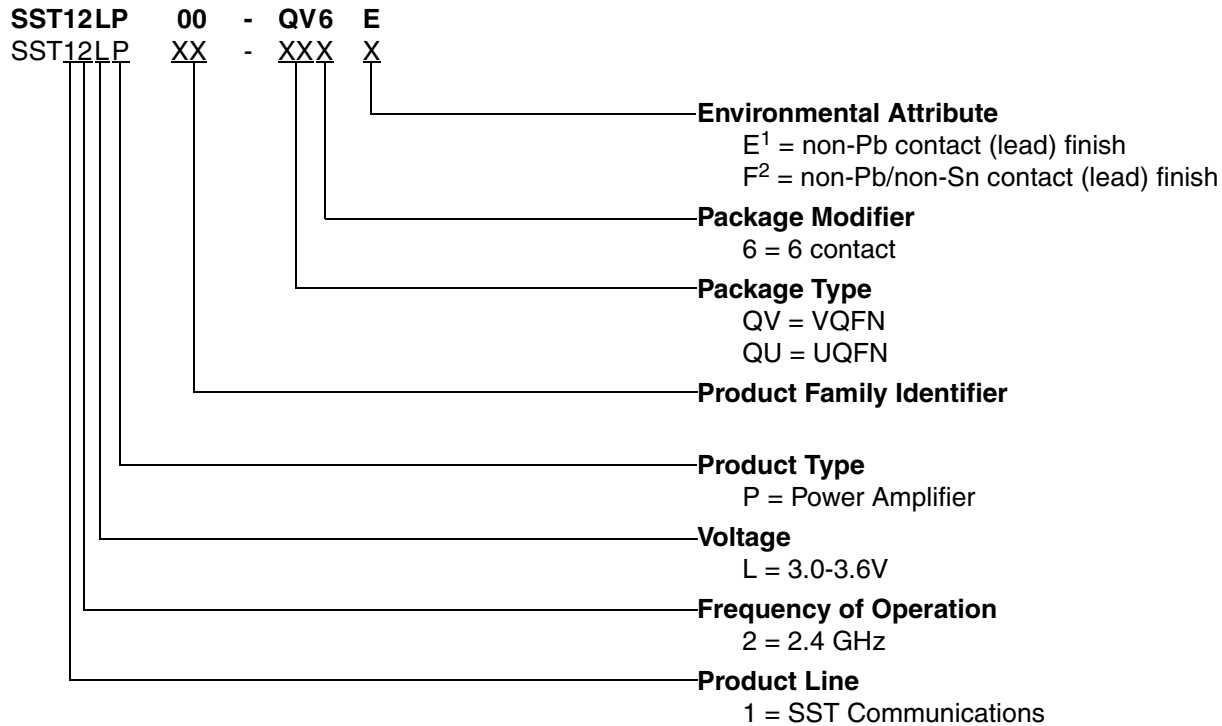 SST12LP 00 - QV6 E
SST12LP XX - XXX X
Environmental Attribute
E1 = non-Pb contact (lead) finish
F2 = non-Pb/non-Sn contact (lead) finish
Package Modifier
6 = 6 contact
Package Type
QV = VQFN
QU = UQFN
Product Family Identifier
Product Type
P = Power Amplifier
Voltage
L = 3.0-3.6V
Frequency of Operation
2 = 2.4 GHz
Product Line
1 = SST Communications